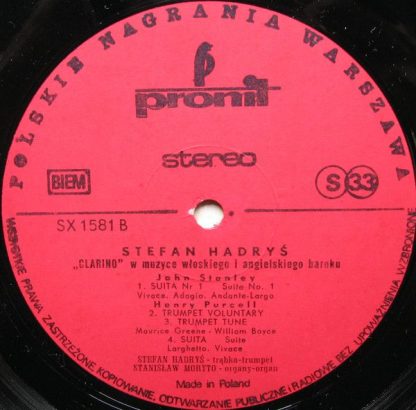 POLSKIE NAGRANIA WARSZAWA
pronit
stereo
BIEM
S 33
SX 1581 B
STEFAN HADRYŚ
„CLARINO" w muzyce włoskiego i angielskiego baroku
John Stanley
1. SUITA Nr 1 Suite No. 1
Vivace. Adagio. Andante-Largo
Henry Purcell
2. TRUMPET VOLUNTARY
3. TRUMPET TUNE
Maurice Greene - William Boyce
4. SUITA Suite
Larghetto. Vivace
STEFAN HADRYŚ - trąbka-trumpet
STANISŁAW MORYTO - organy-organ
Made in Poland
WSZYSTKIE PRAWA ZASTRZEŻONE KOPIOWANIE, ODTWARZANIE PUBLICZNE I RADIOWE BEZ UPOWAŻNIENIA WZBRONIONE